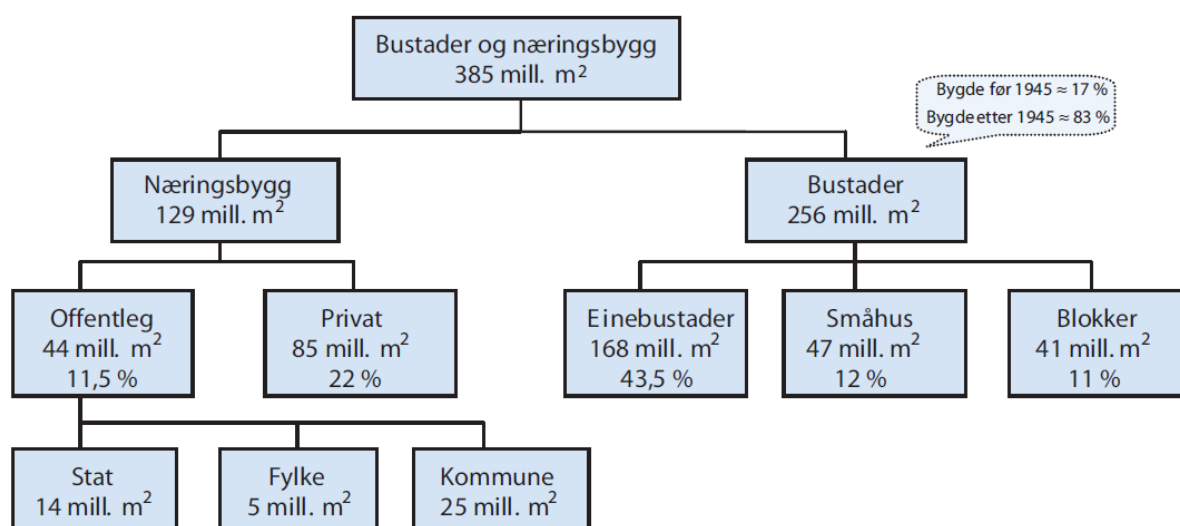 Bustader og næringsbygg
385 mill. m²
Bygde før 1945 ≈ 17 %
Bygde etter 1945 ≈ 83 %
Næringsbygg
129 mill. m²
Bustader
256 mill. m²
Offentleg
44 mill. m²
11,5 %
Privat
85 mill. m²
22 %
Einebustader
168 mill. m²
43,5 %
Småhus
47 mill. m²
12 %
Blokker
41 mill. m²
11 %
Stat
14 mill. m²
Fylke
5 mill. m²
Kommune
25 mill. m²